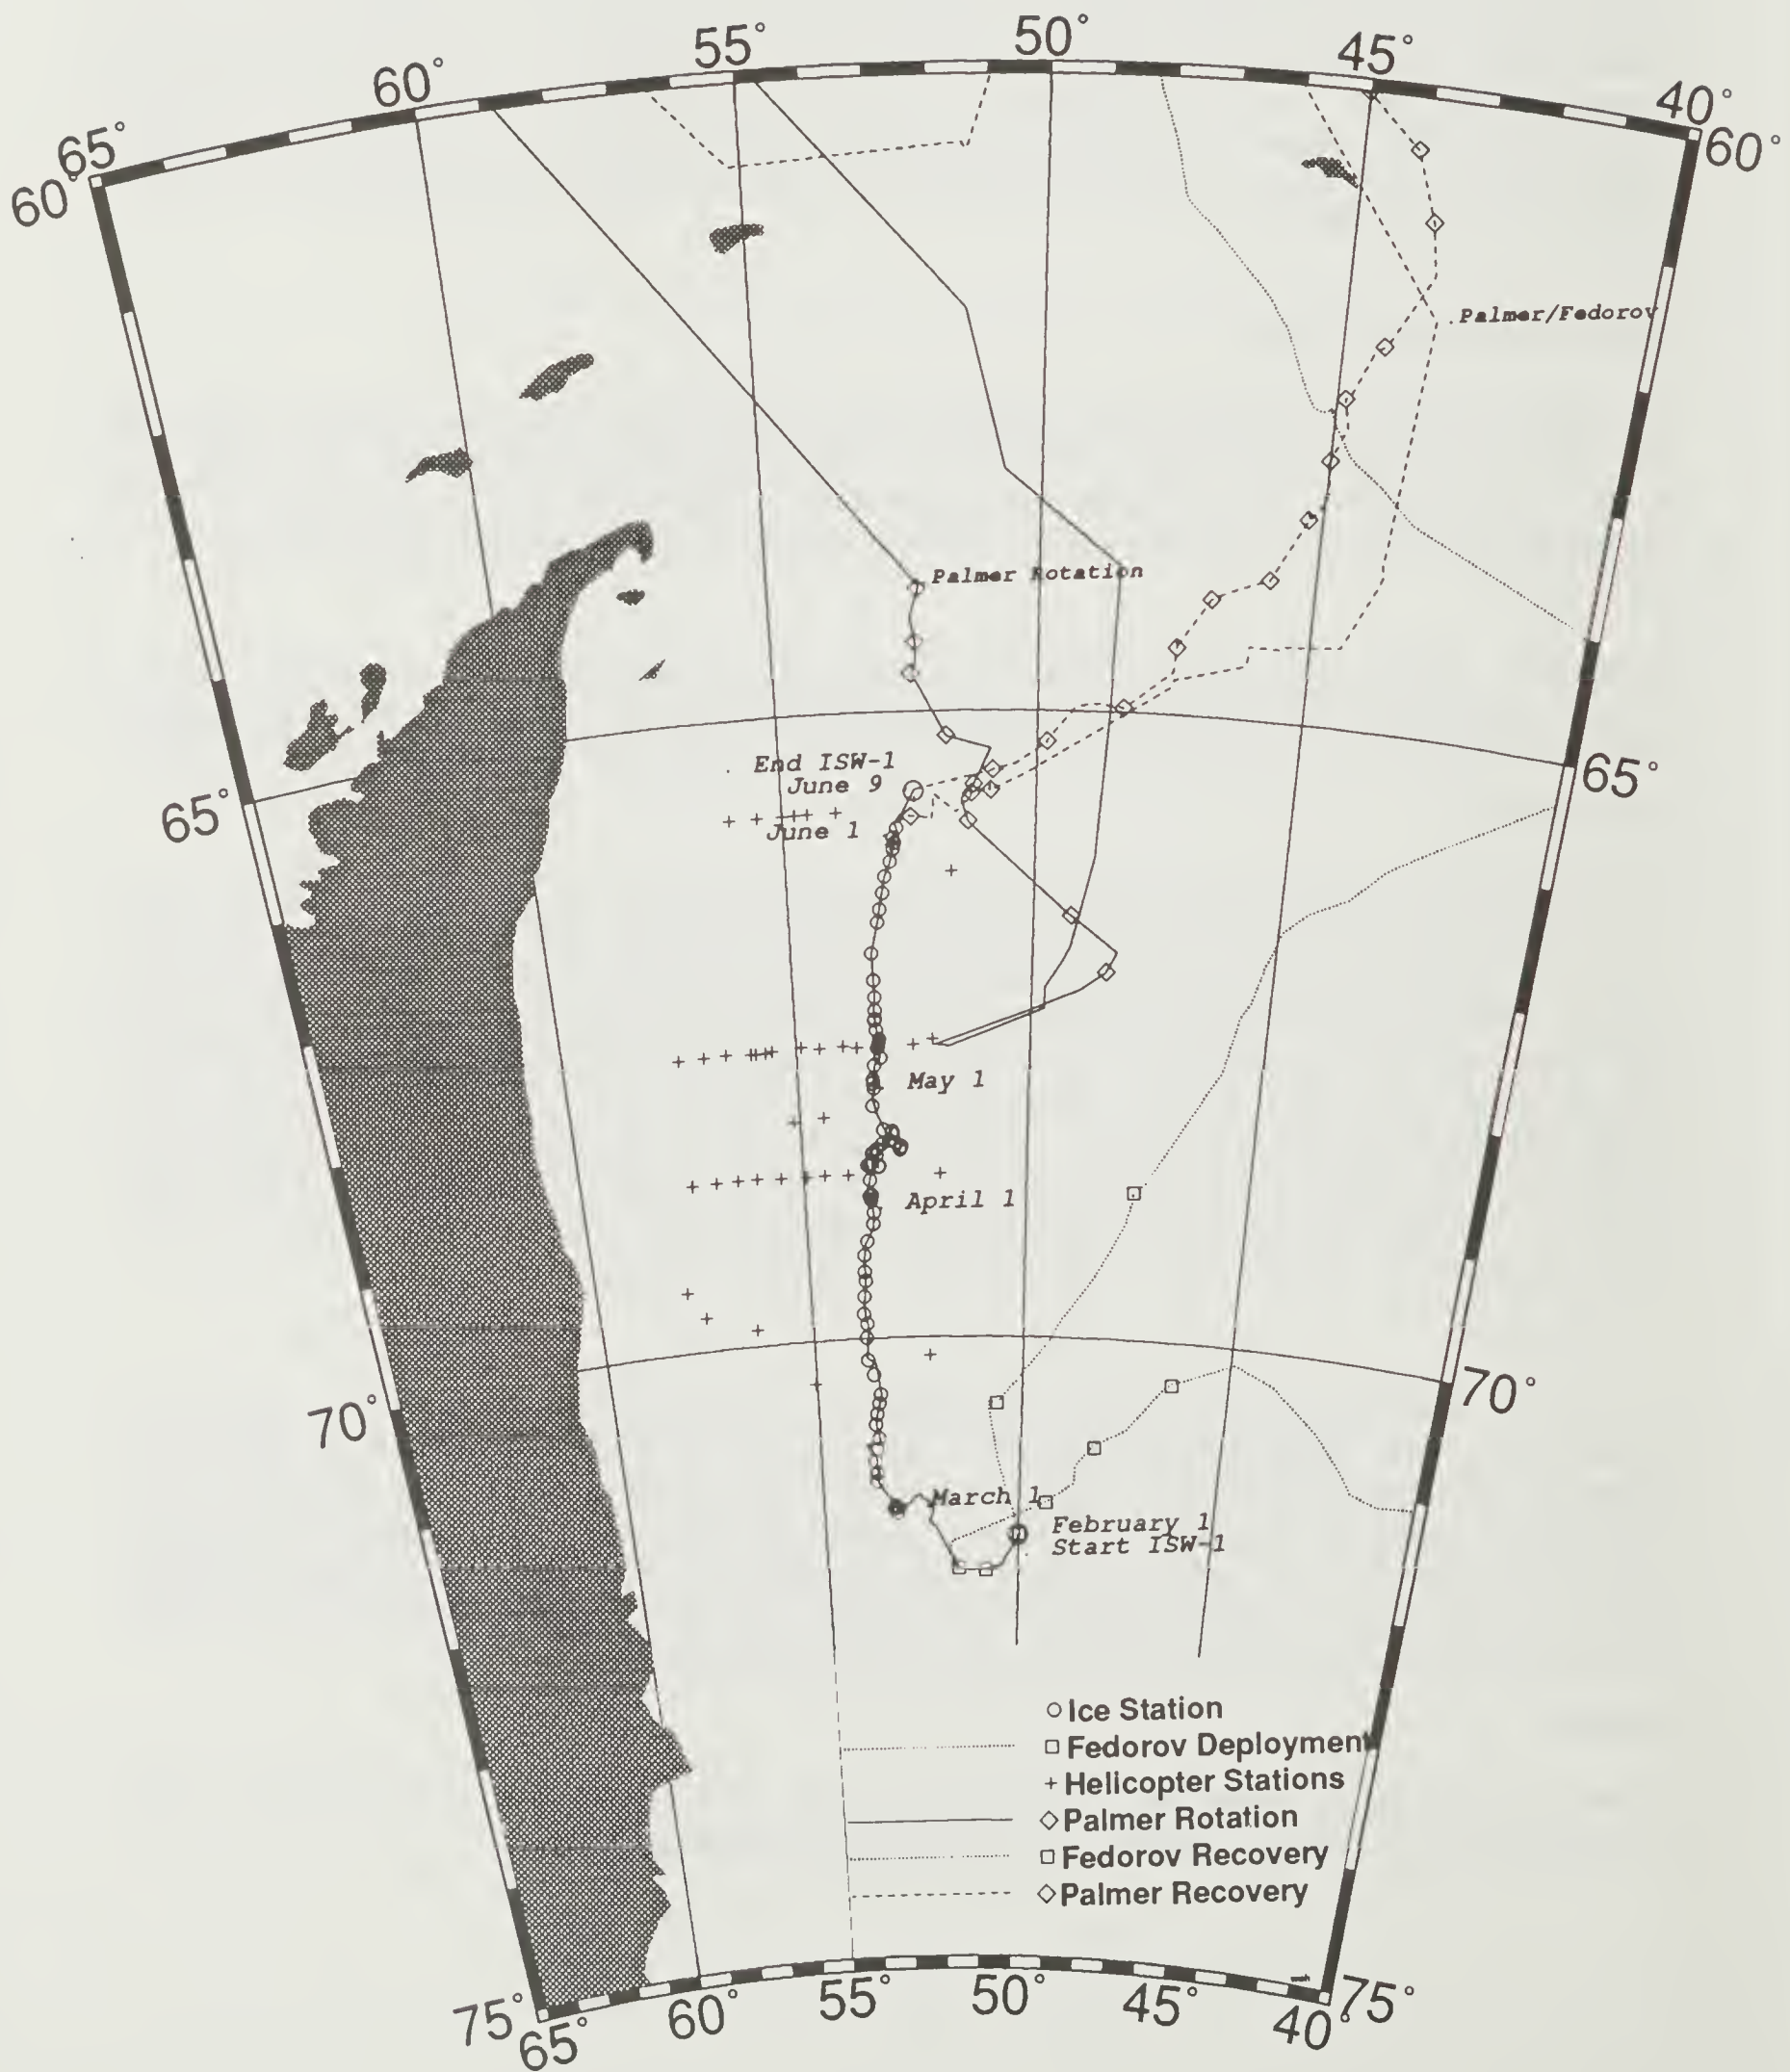 55°
50°
45°
60°
40°
65°
60°
60°
Palmer/Fedorov
Palmer Rotation
End ISW-1
June 9
65°
65°
June 1
May 1
April 1
70°
70°
March 1
February 1
Start ISW-1
Ice Station
Fedorov Deployment
Helicopter Stations
Palmer Rotation
Fedorov Recovery
Palmer Recovery
75°
65°
60°
55°
50°
45°
40°
75°